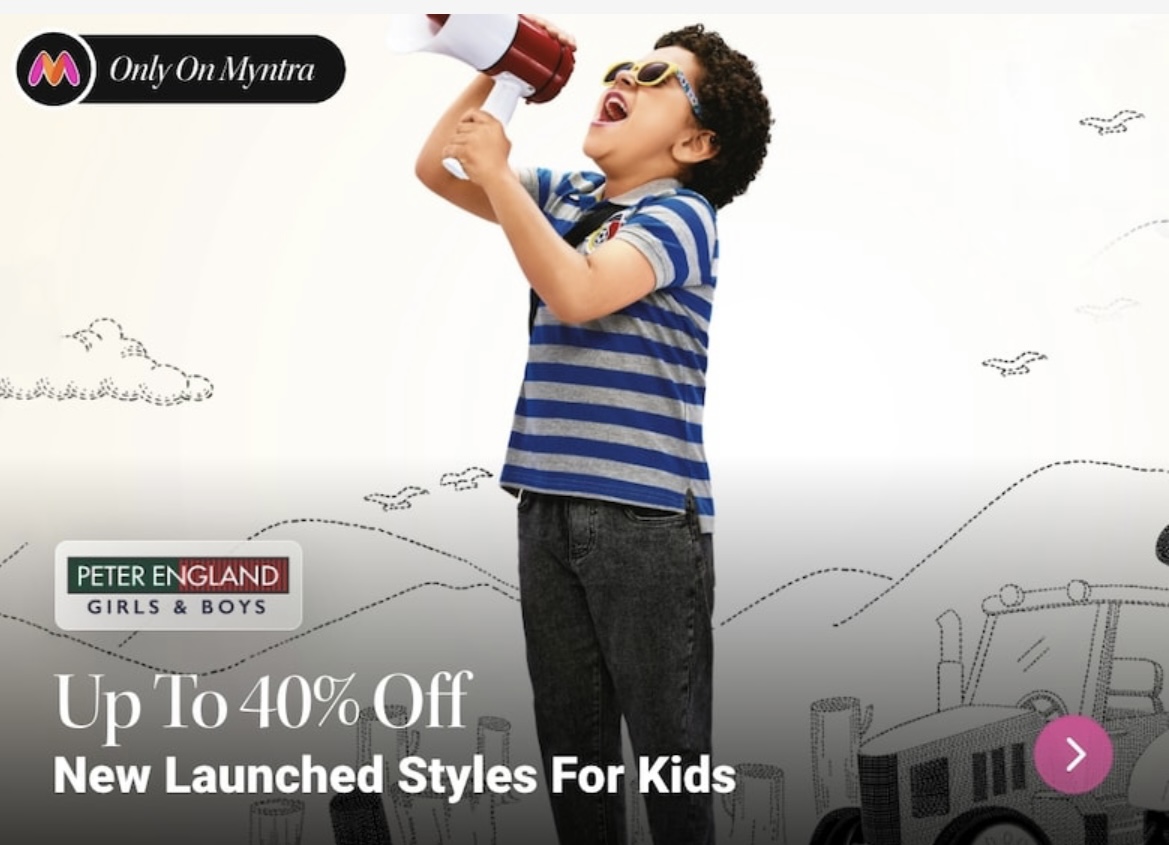 Only On Myntra
PETER ENGLAND
GIRLS & BOYS
Up To 40% Off
New Launched Styles For Kids